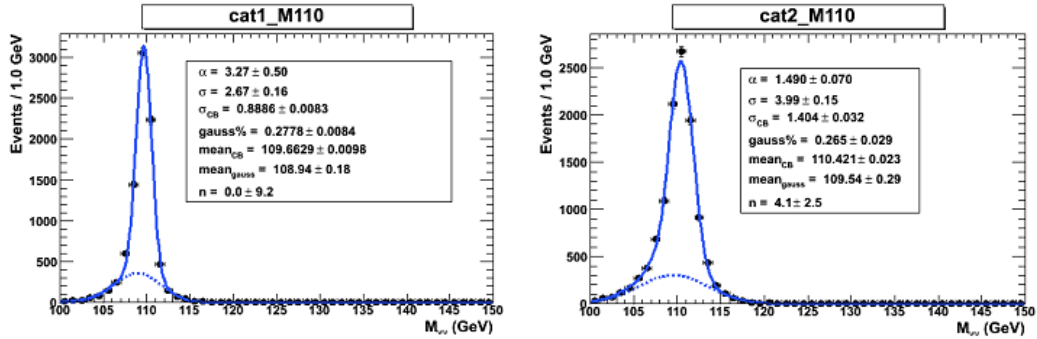 cat1_M110
Events / 1.0 GeV
3000
2500
2000
1500
1000
500
0
α = 3.27 ± 0.50
σ = 2.67 ± 0.16
σCB = 0.8886 ± 0.0083
gauss% = 0.2778 ± 0.0084
meanCB = 109.6629 ± 0.0098
meangauss = 108.94 ± 0.18
n = 0.0 ± 9.2
100 105 110 115 120 125 130 135 140 145 150
(GeV)
cat2_M110
Events / 1.0 GeV
2500
2000
1500
1000
500
0
α = 1.490 ± 0.070
σ = 3.99 ± 0.15
σCB = 1.404 ± 0.032
gauss% = 0.265 ± 0.029
meanCB = 110.421 ± 0.023
meangauss = 109.54 ± 0.29
n = 4.1 ± 2.5
100 105 110 115 120 125 130 135 140 145 150
(GeV)